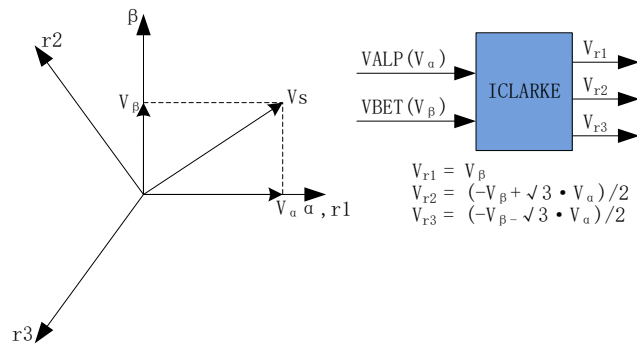 β
r2
Vβ
Vs
Vα α,r1
r3
VALP(Vα)
VBET(Vβ)
ICLARKE
Vr1
Vr2
Vr3
Vr1 = Vβ
Vr2 = (-Vβ+√3•Vα)/2
Vr3 = (-Vβ-√3•Vα)/2